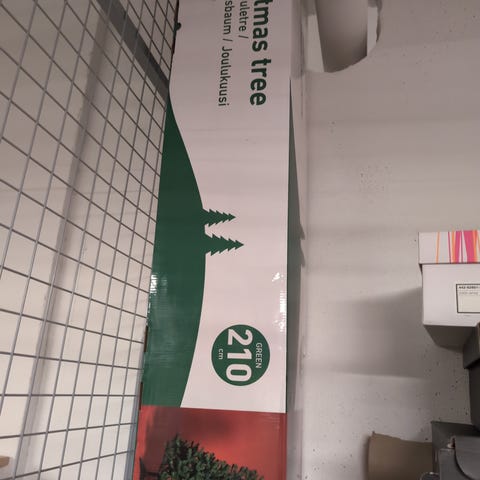 tmas tree
uletre /
sbaum / Joulukuusi
GREEN
210
cm